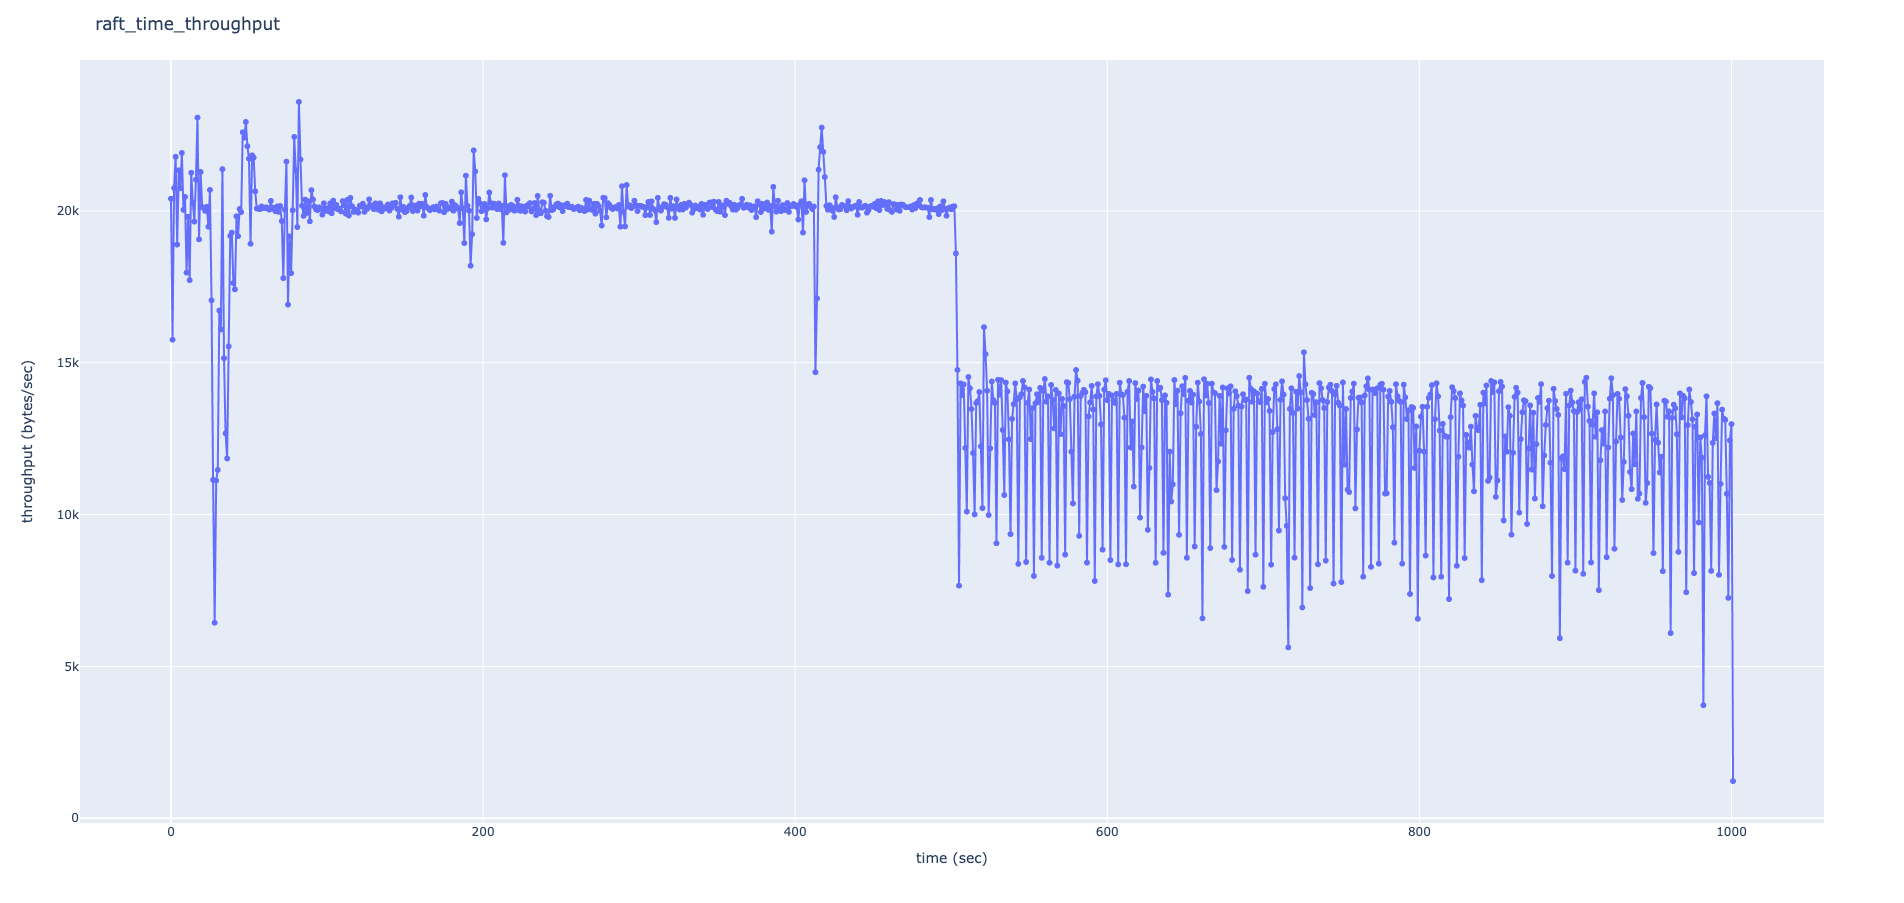 raft_time_throughput
throughput (bytes/sec)
20k
15k
10k
5k
0
0 200 400 600 800 1000
time (sec)